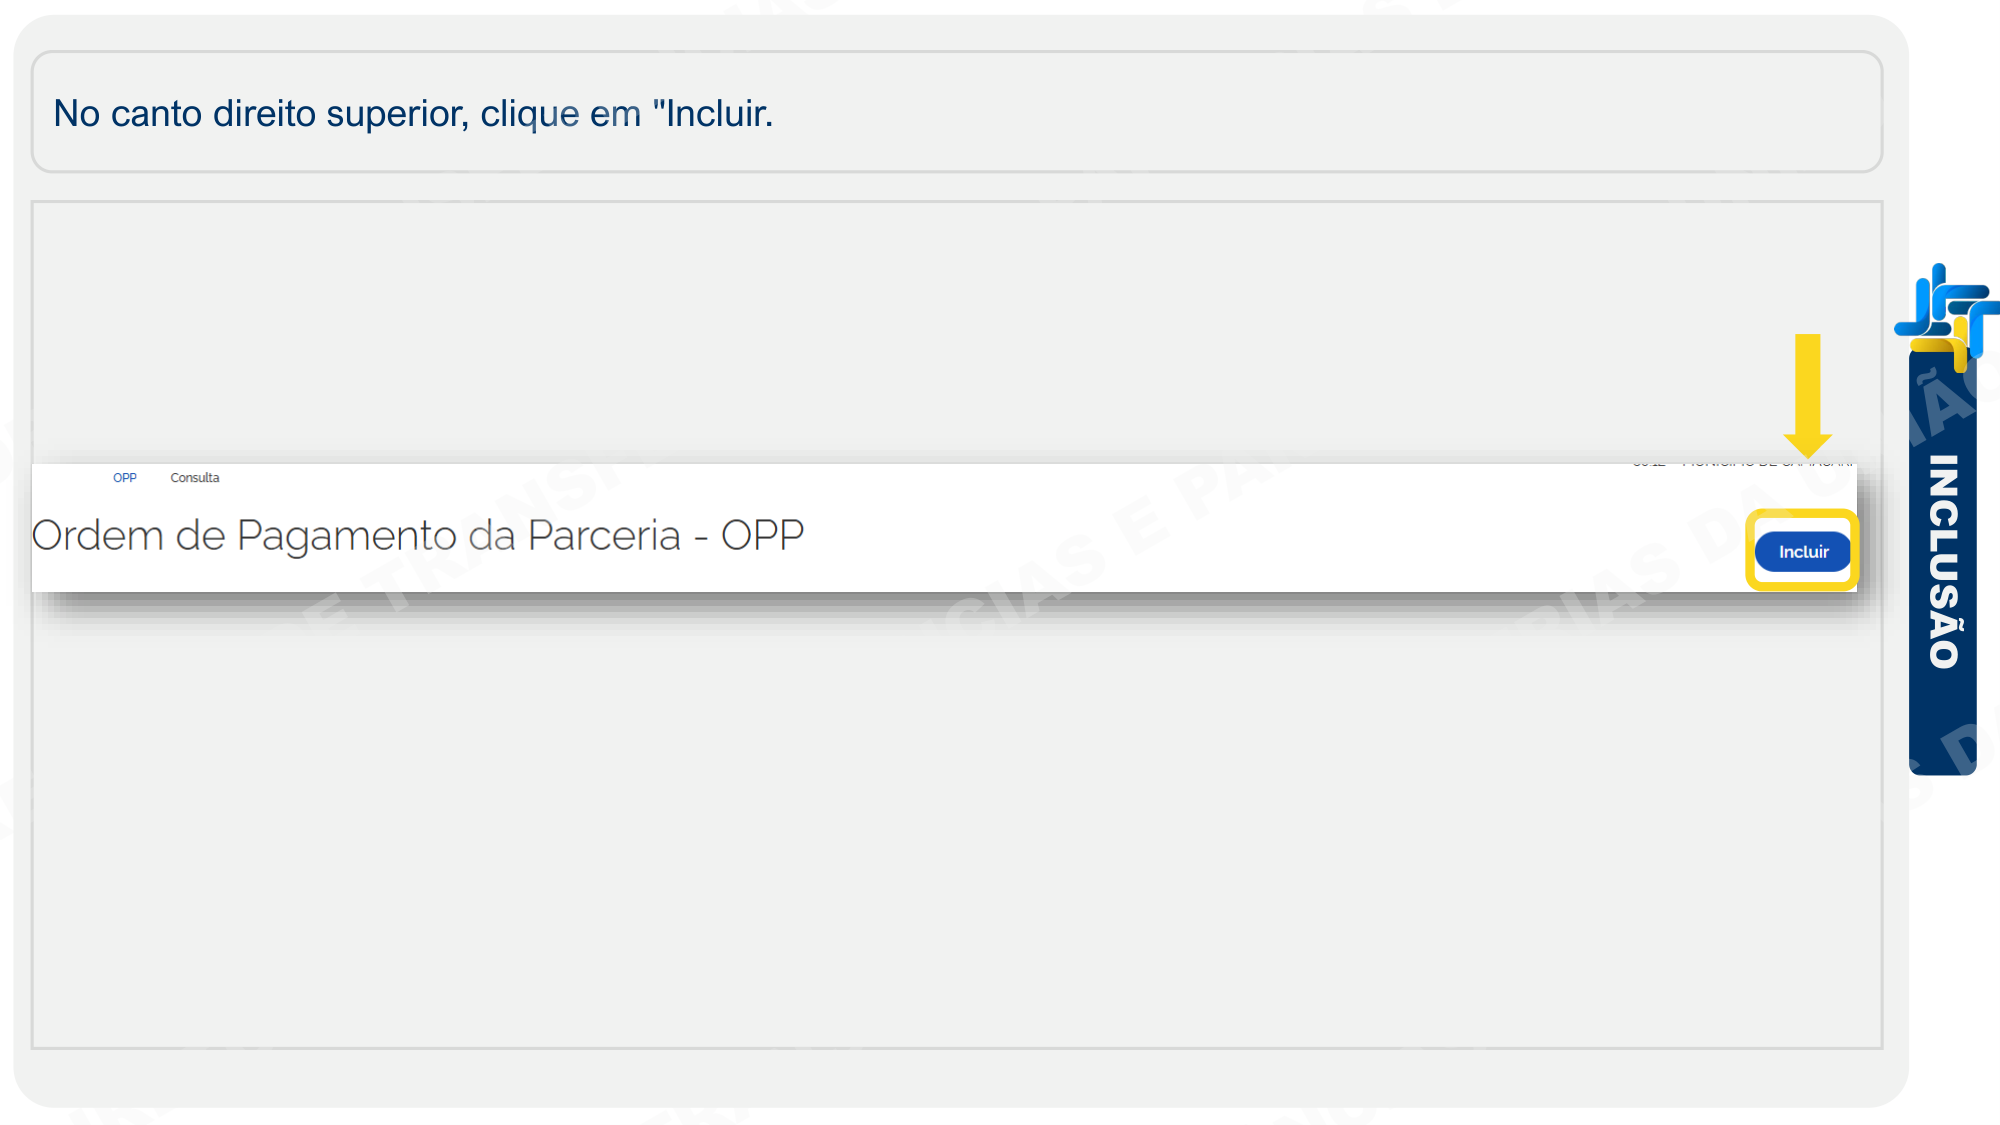 No canto direito superior, clique em "Incluir.
OPP Consulta
Ordem de Pagamento da Parceria - OPP
Incluir
INCLUSÃO